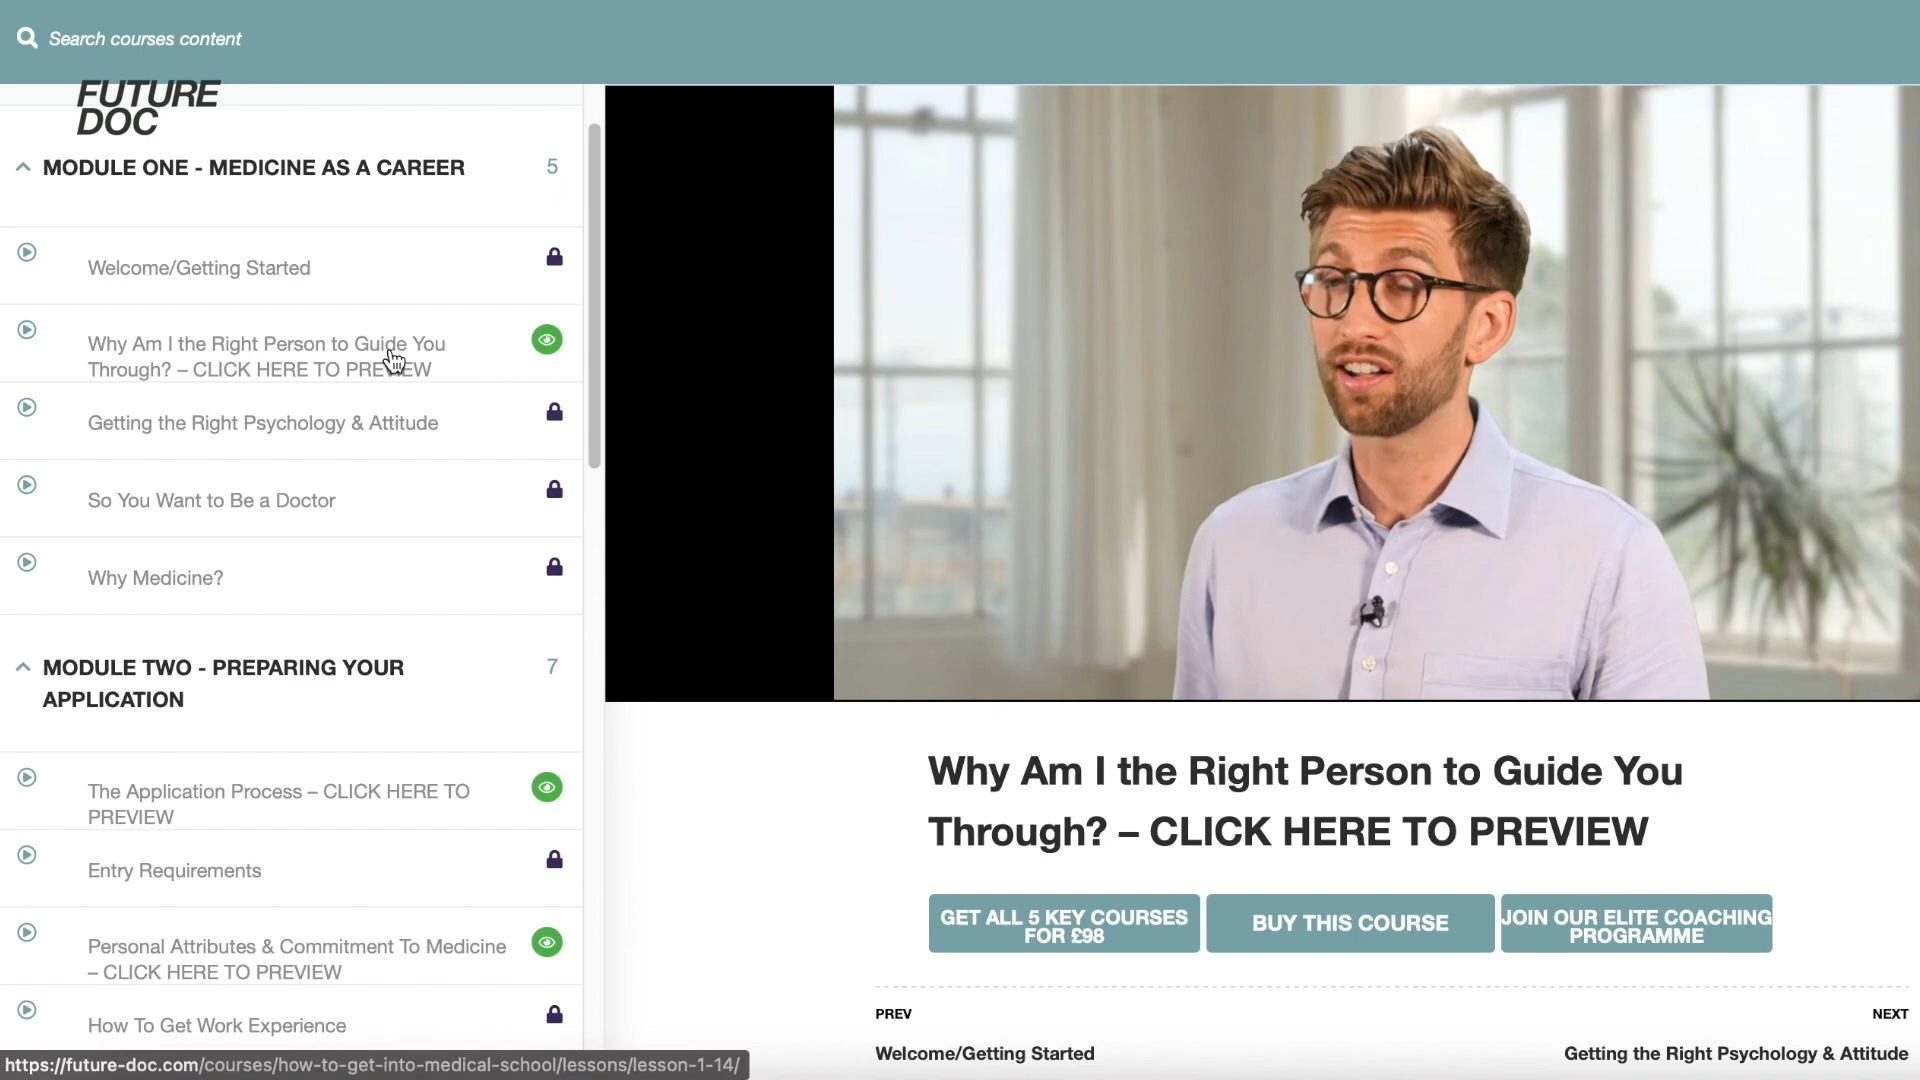 Search courses content
FUTURE
DOC
MODULE ONE - MEDICINE AS A CAREER 5
Welcome/Getting Started
Why Am I the Right Person to Guide You
Through? – CLICK HERE TO PREVIEW
Getting the Right Psychology & Attitude
So You Want to Be a Doctor
Why Medicine?
MODULE TWO - PREPARING YOUR 7
APPLICATION
The Application Process – CLICK HERE TO
PREVIEW
Entry Requirements
Personal Attributes & Commitment To Medicine
– CLICK HERE TO PREVIEW
How To Get Work Experience
https://future-doc.com/courses/how-to-get-into-medical-school/lessons/lesson-1-14/
Why Am I the Right Person to Guide You
Through? – CLICK HERE TO PREVIEW
GET ALL 5 KEY COURSES
FOR £98
BUY THIS COURSE
JOIN OUR ELITE COACHING
PROGRAMME
PREV
Welcome/Getting Started
NEXT
Getting the Right Psychology & Attitude